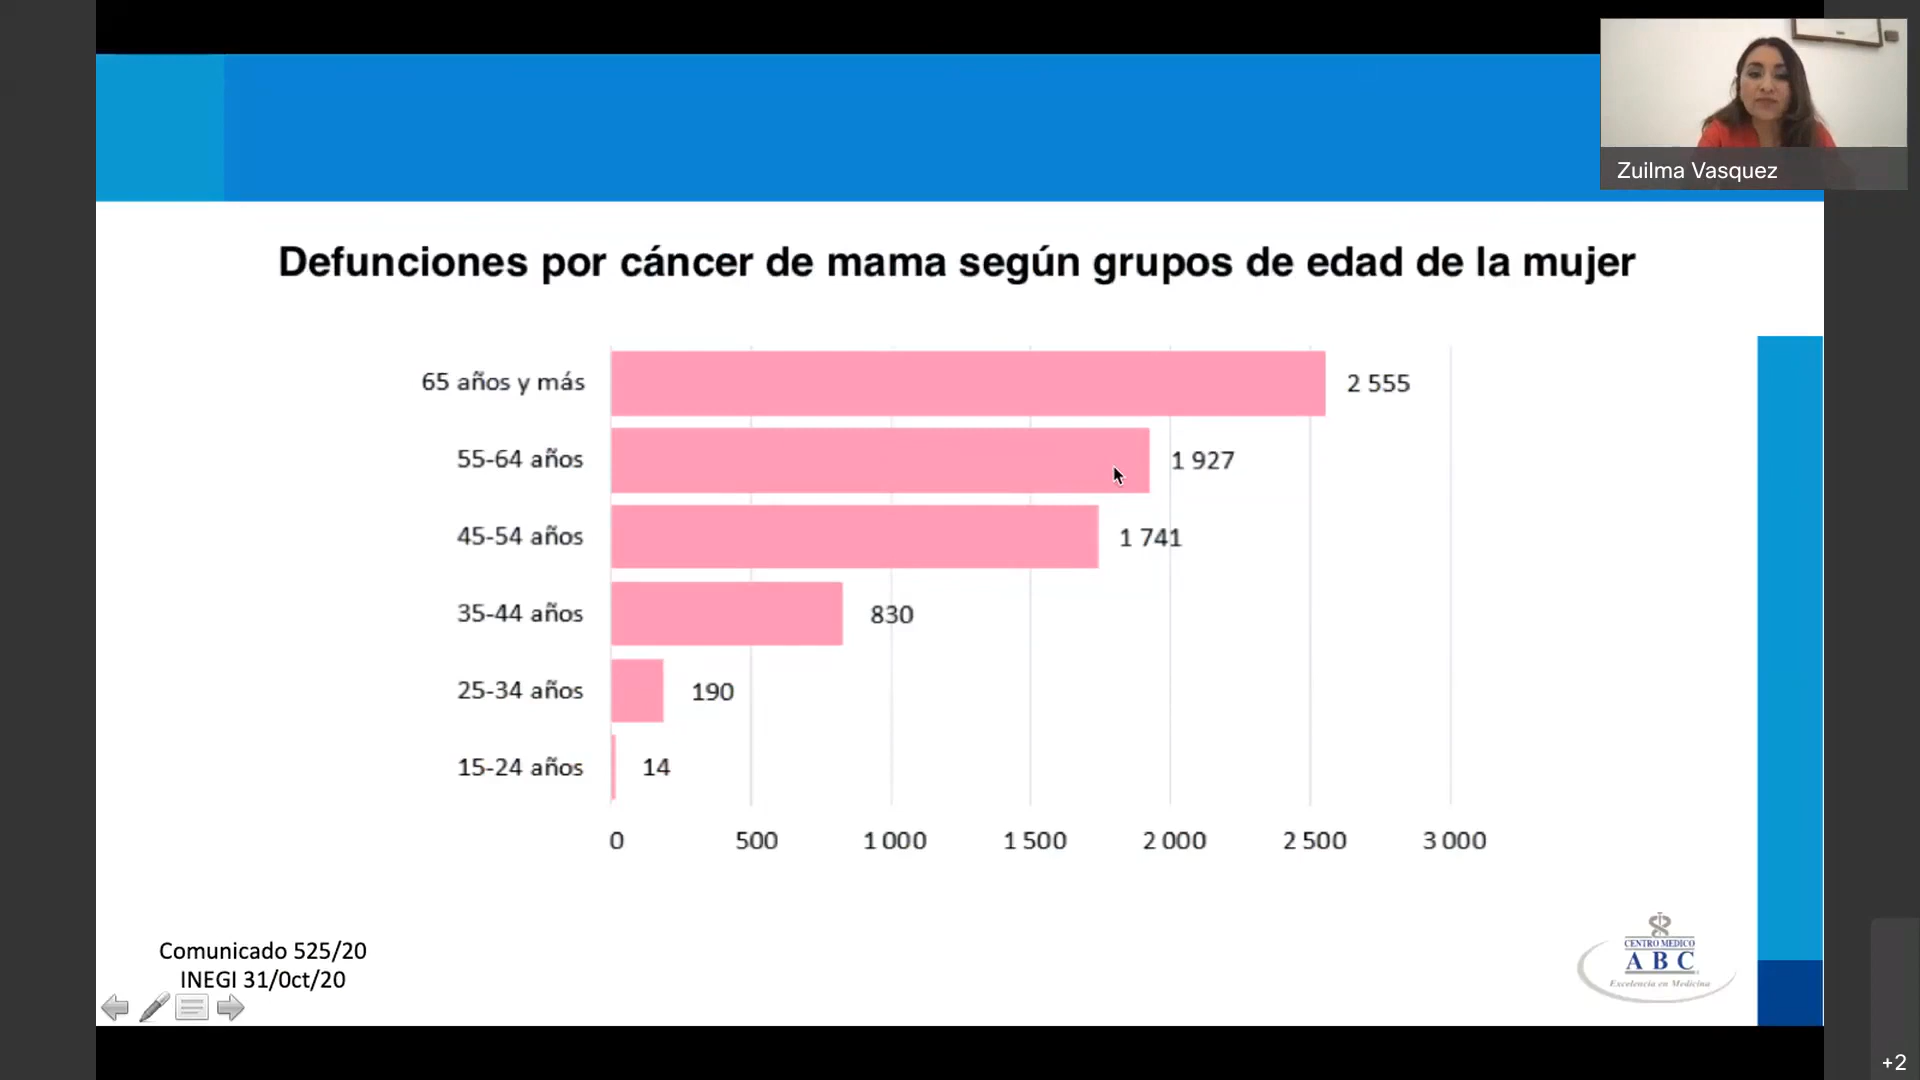 Zuilma Vasquez
Defunciones por cáncer de mama según grupos de edad de la mujer
65 años y más 2 555
55-64 años 1 927
45-54 años 1 741
35-44 años 830
25-34 años 190
15-24 años 14
0 500 1 000 1 500 2 000 2 500 3 000
Comunicado 525/20
INEGI 31/0ct/20
CENTRO MEDICO
A B C
Excelencia en Medicina
+2